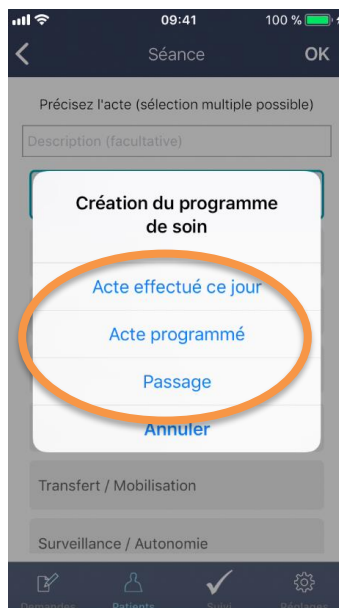 09:41
100 %
Séance
OK
Précisez l'acte (sélection multiple possible)
Description (facultative)
Création du programme
de soin
Acte effectué ce jour
Acte programmé
Passage
Annuler
Transfert / Mobilisation
Surveillance / Autonomie
Demandes
Patients
Suivi
Réglages